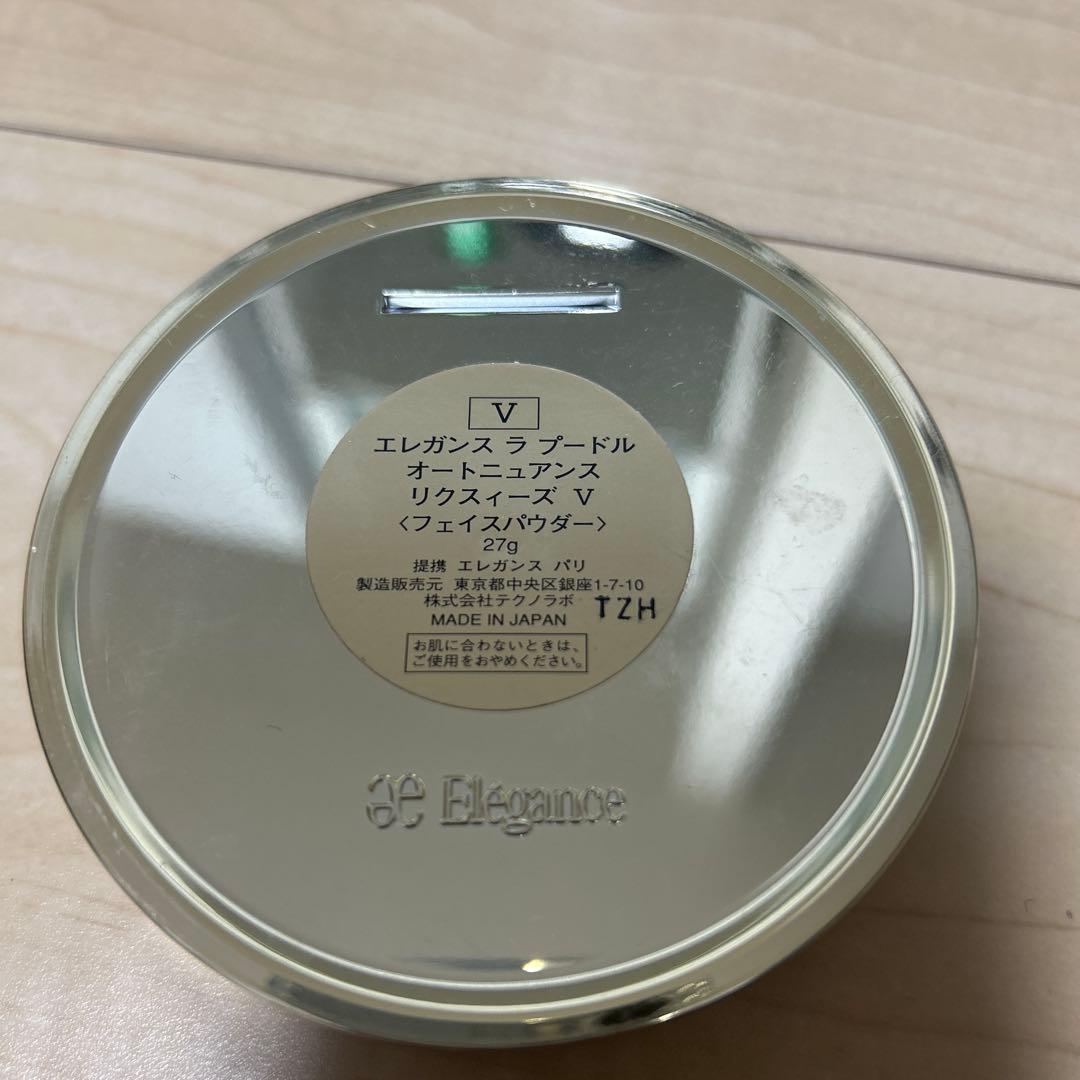 V
エレガンス ラ プードル
オートニュアンス
リクスィーズ V
〈フェイスパウダー〉
27g
提携 エレガンス パリ
製造販売元 東京都中央区銀座1-7-10
株式会社テクノラボ TZH
MADE IN JAPAN
お肌に合わないときは、
ご使用をおやめください。
Elégance